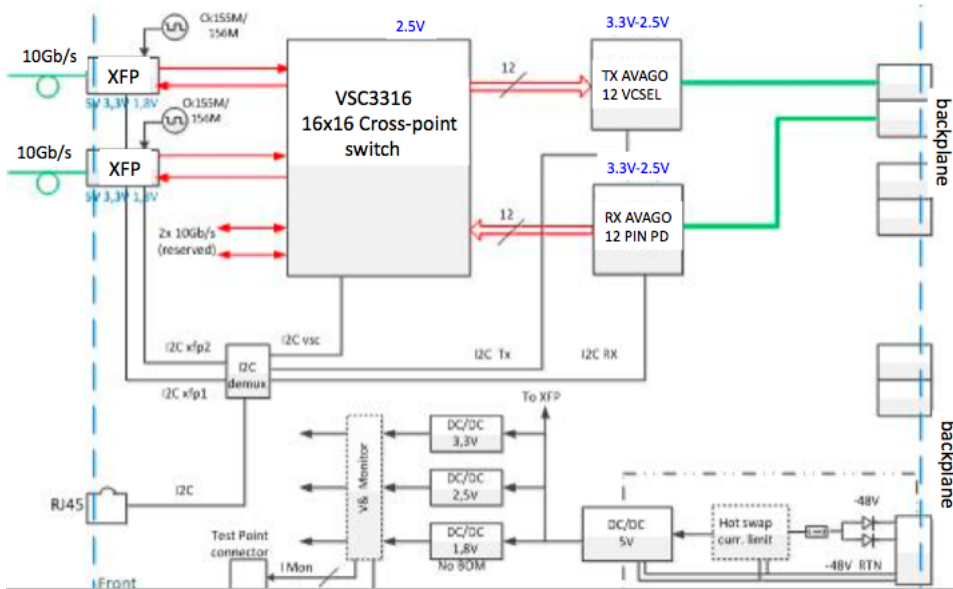 Ck155M/
156M
2.5V
3.3V-2.5V
10Gb/s
XFP
5V 3,3V 1,8V
12
TX AVAGO
12 VCSEL
backplane
VSC3316
16x16 Cross-point
switch
Ck155M/
156M
10Gb/s
XFP
5V 3,3V 1,8V
3.3V-2.5V
12
RX AVAGO
12 PIN PD
2x 10Gb/s
(reserved)
I2C vsc
I2C xfp2
I2C Tx
I2C RX
I2C
demux
I2C xfp1
To XFP
DC/DC
3,3V
backplane
V& Monitor
DC/DC
2,5V
I2C
RJ45
-48V
DC/DC
5V
Hot swap
curr. limit
Test Point
connector
DC/DC
1,8V
No BOM
I Mon
-48V RTN
Front